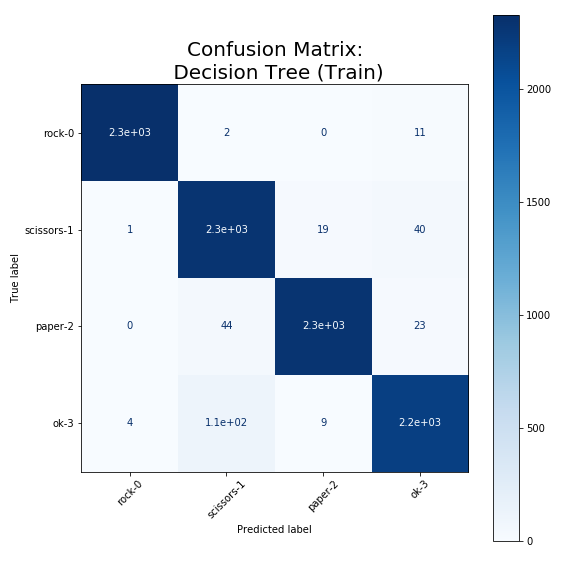 Confusion Matrix:
Decision Tree (Train)
rock-0 2.3e+03 2 0 11
scissors-1 1 2.3e+03 19 40
paper-2 0 44 2.3e+03 23
ok-3 4 1.1e+02 9 2.2e+03
rock-0 scissors-1 paper-2 ok-3
True label
Predicted label
2000
1500
1000
500
0